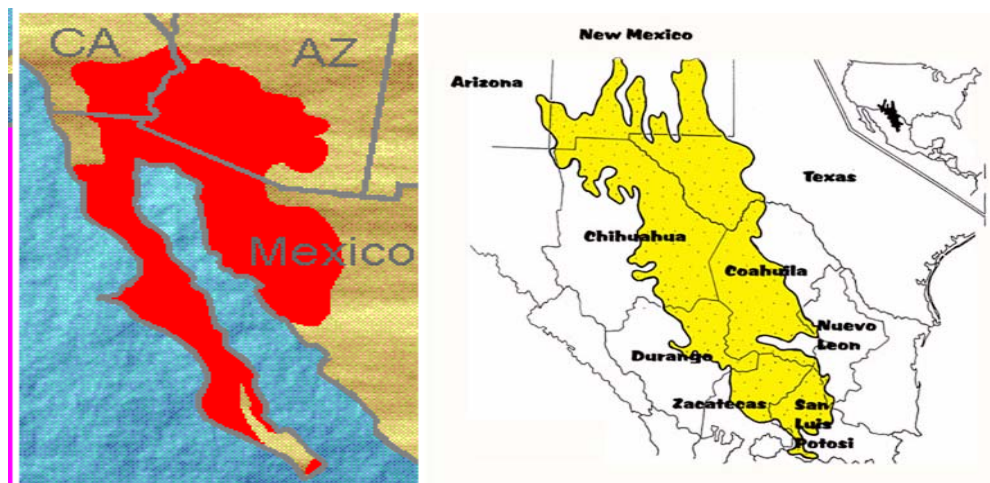 CA
AZ
Mexico
New Mexico
Arizona
Texas
Chihuahua
Coahuila
Nuevo
Leon
Durango
Zacatecas
San
Luis
Potosi